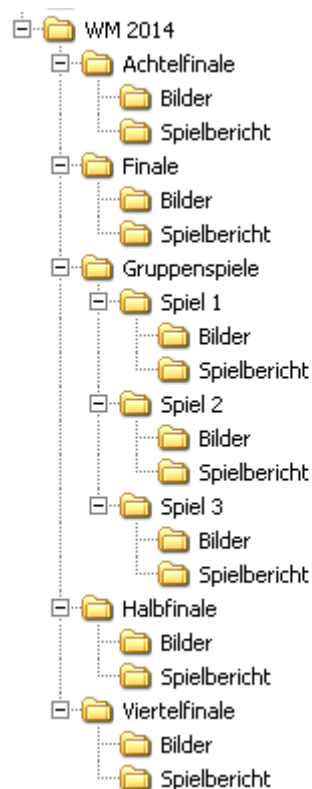 WM 2014
Achtelfinale
Bilder
Spielbericht
Finale
Bilder
Spielbericht
Gruppenspiele
Spiel 1
Bilder
Spielbericht
Spiel 2
Bilder
Spielbericht
Spiel 3
Bilder
Spielbericht
Halbfinale
Bilder
Spielbericht
Viertelfinale
Bilder
Spielbericht